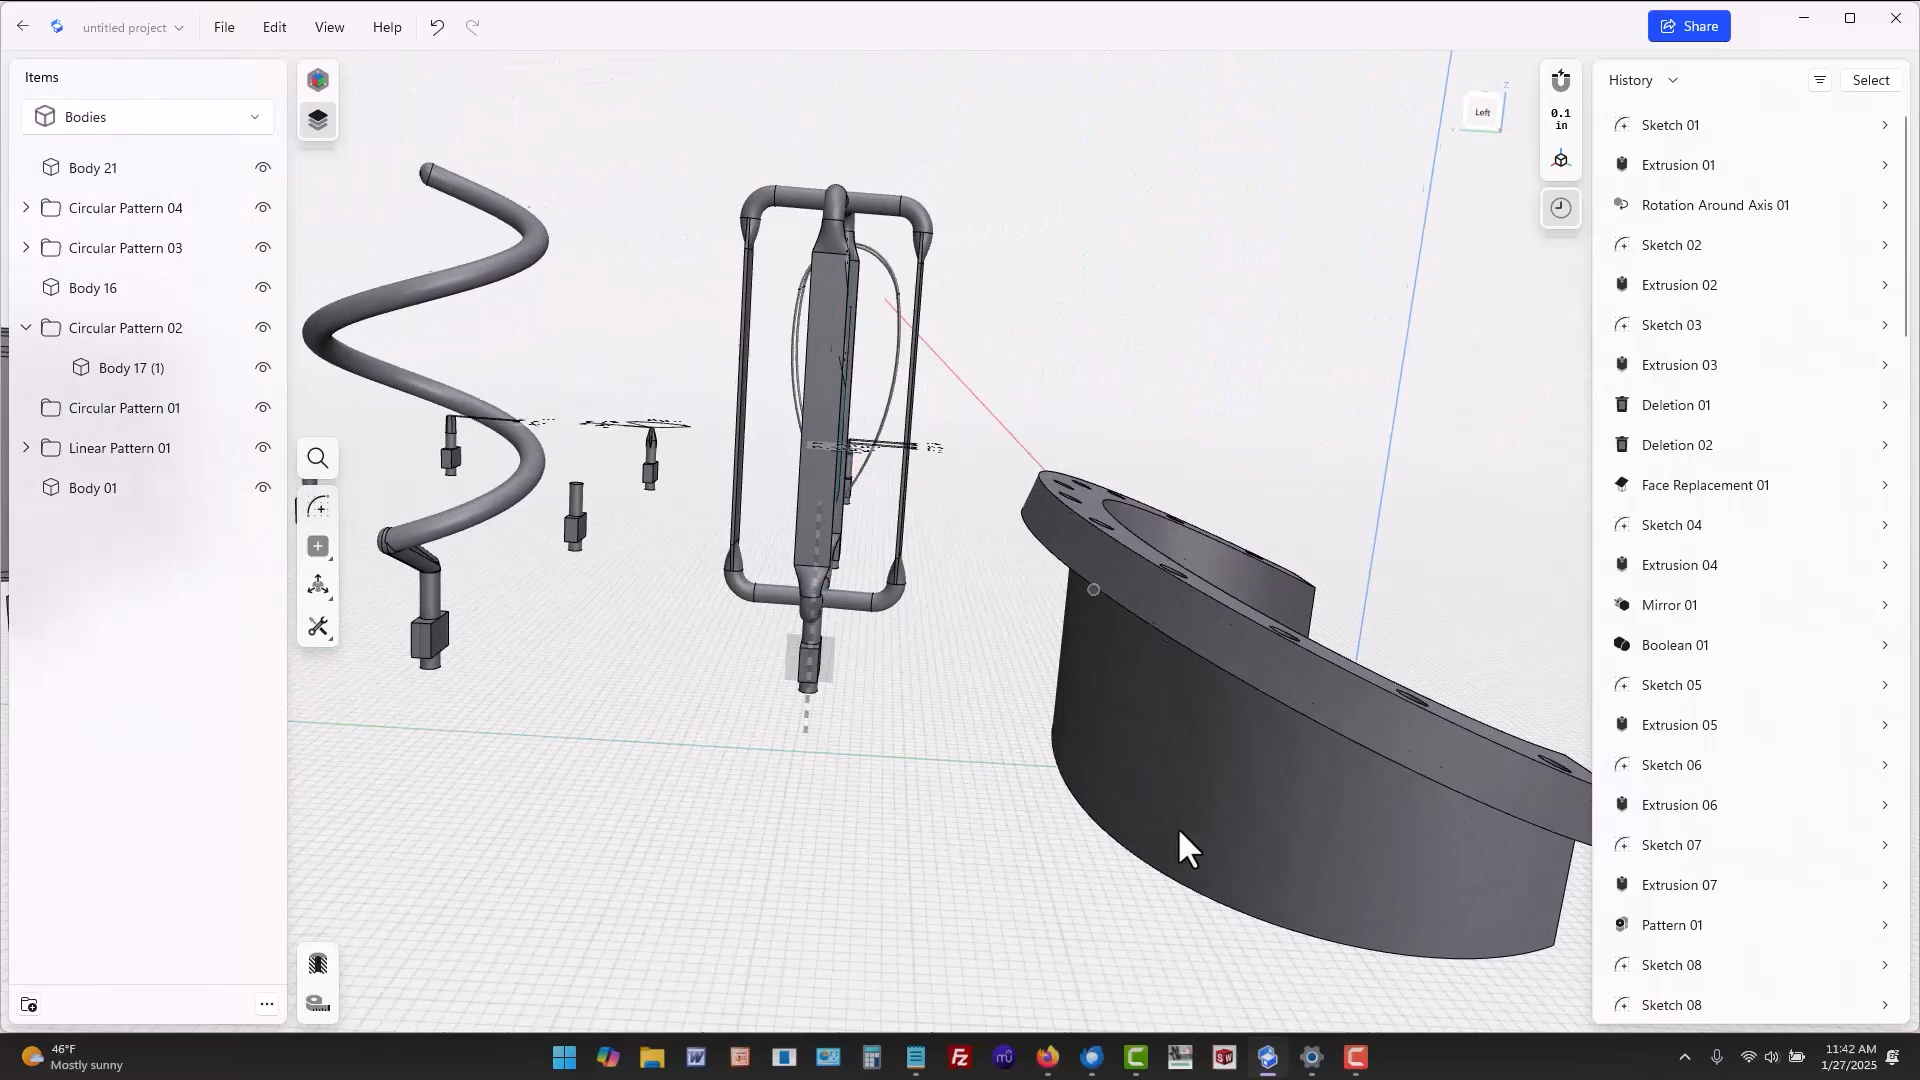 untitled project
File
Edit
View
Help
Share
Items
Bodies
Body 21
Circular Pattern 04
Circular Pattern 03
Body 16
Circular Pattern 02
Body 17 (1)
Circular Pattern 01
Linear Pattern 01
Body 01
Left
Z
0.1
in
History
Select
Sketch 01
Extrusion 01
Rotation Around Axis 01
Sketch 02
Extrusion 02
Sketch 03
Extrusion 03
Deletion 01
Deletion 02
Face Replacement 01
Sketch 04
Extrusion 04
Mirror 01
Boolean 01
Sketch 05
Extrusion 05
Sketch 06
Extrusion 06
Sketch 07
Extrusion 07
Pattern 01
Sketch 08
Sketch 08
46°F
Mostly sunny
11:42 AM
1/27/2025